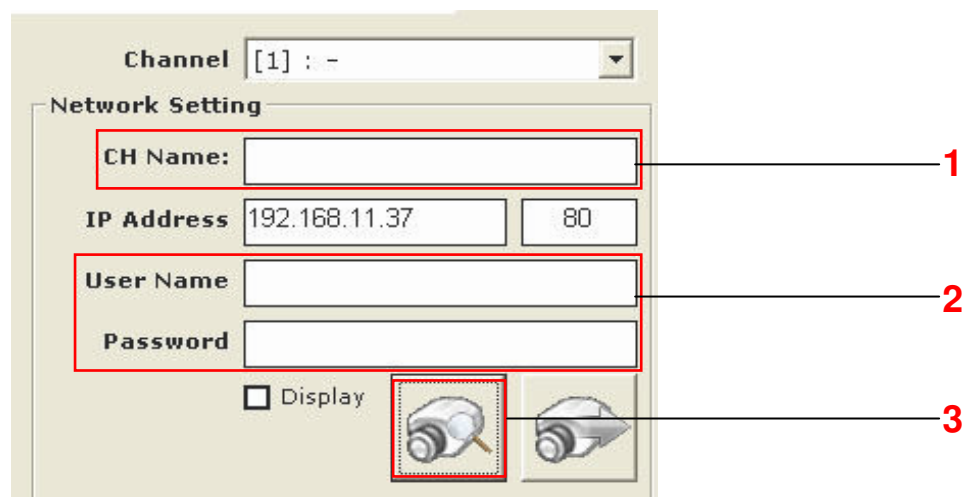 Channel [1] : -
Network Setting
CH Name: 1
IP Address 192.168.11.37 80
User Name 2
Password
Display 3